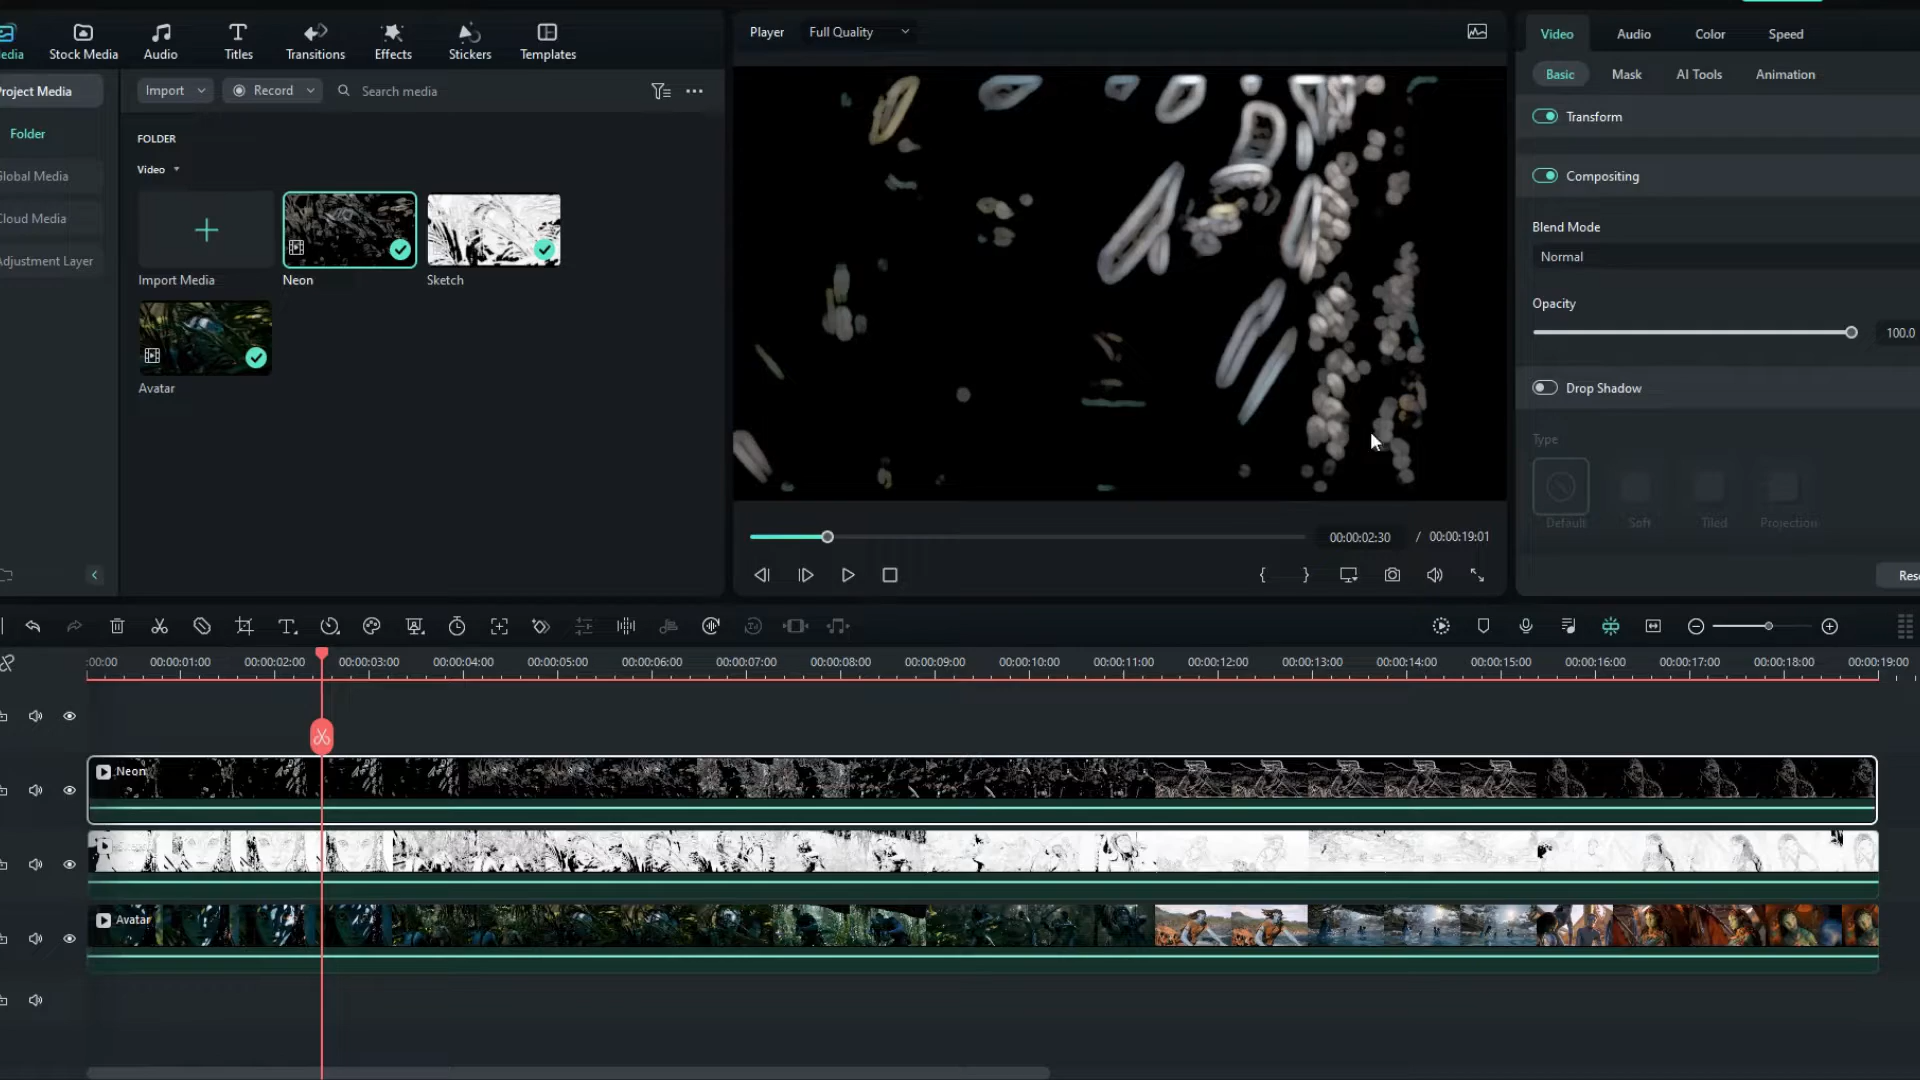 edia
Stock Media
Audio
Titles
Transitions
Effects
Stickers
Templates
Project Media
Folder
Global Media
Cloud Media
Adjustment Layer
Import
Record
Search media
FOLDER
Video
Import Media
Neon
Sketch
Avatar
Player
Full Quality
00:00:02:30
/ 00:00:19:01
Video
Audio
Color
Speed
Basic
Mask
AI Tools
Animation
Transform
Compositing
Blend Mode
Normal
Opacity
100.0
Drop Shadow
Type
Default
Soft
Tiled
Projection
Rese
:00:00
00:00:01:00
00:00:02:00
00:00:03:00
00:00:04:00
00:00:05:00
00:00:06:00
00:00:07:00
00:00:08:00
00:00:09:00
00:00:10:00
00:00:11:00
00:00:12:00
00:00:13:00
00:00:14:00
00:00:15:00
00:00:16:00
00:00:17:00
00:00:18:00
00:00:19:00
Neon
Avatar